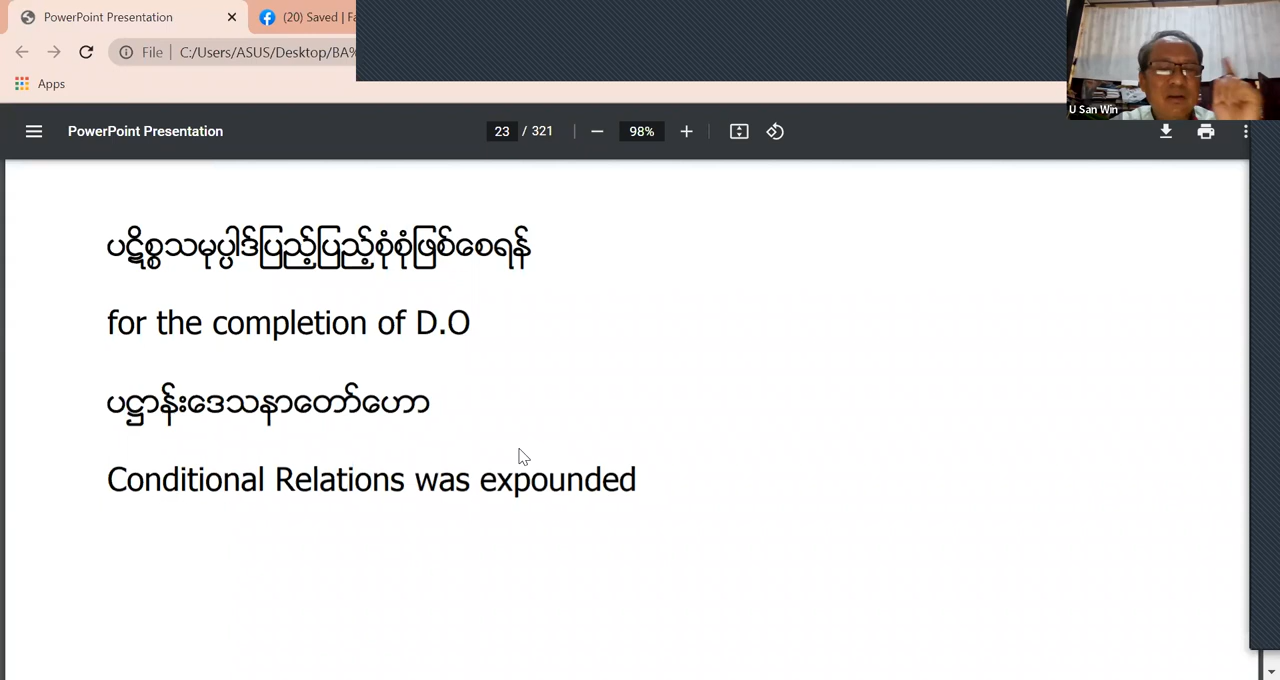 PowerPoint Presentation
(20) Saved | Fa
File
C:/Users/ASUS/Desktop/BA%
Apps
U San Win
PowerPoint Presentation
23 / 321
98%
ပဋိစ္စသမုပ္ပါဒ်ပြည့်ပြည့်စုံစုံဖြစ်စေရန်
for the completion of D.O
ပဋ္ဌာန်းဒေသနာတော်ဟော
Conditional Relations was expounded